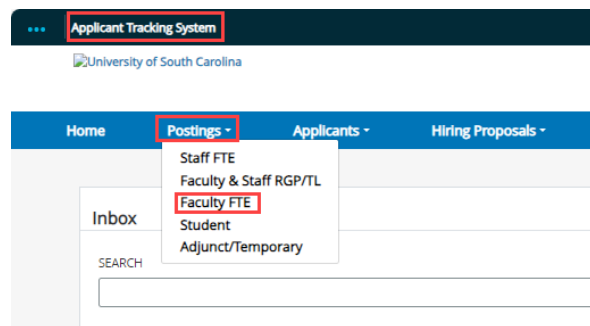 Applicant Tracking System
University of South Carolina
Home Postings Applicants Hiring Proposals
Staff FTE
Faculty & Staff RGP/TL
Faculty FTE
Student
Adjunct/Temporary
Inbox
SEARCH